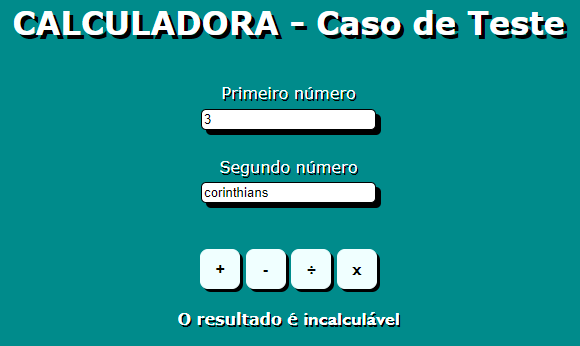 CALCULADORA - Caso de Teste
Primeiro número
3
Segundo número
corinthians
+ - ÷ x
O resultado é incalculável